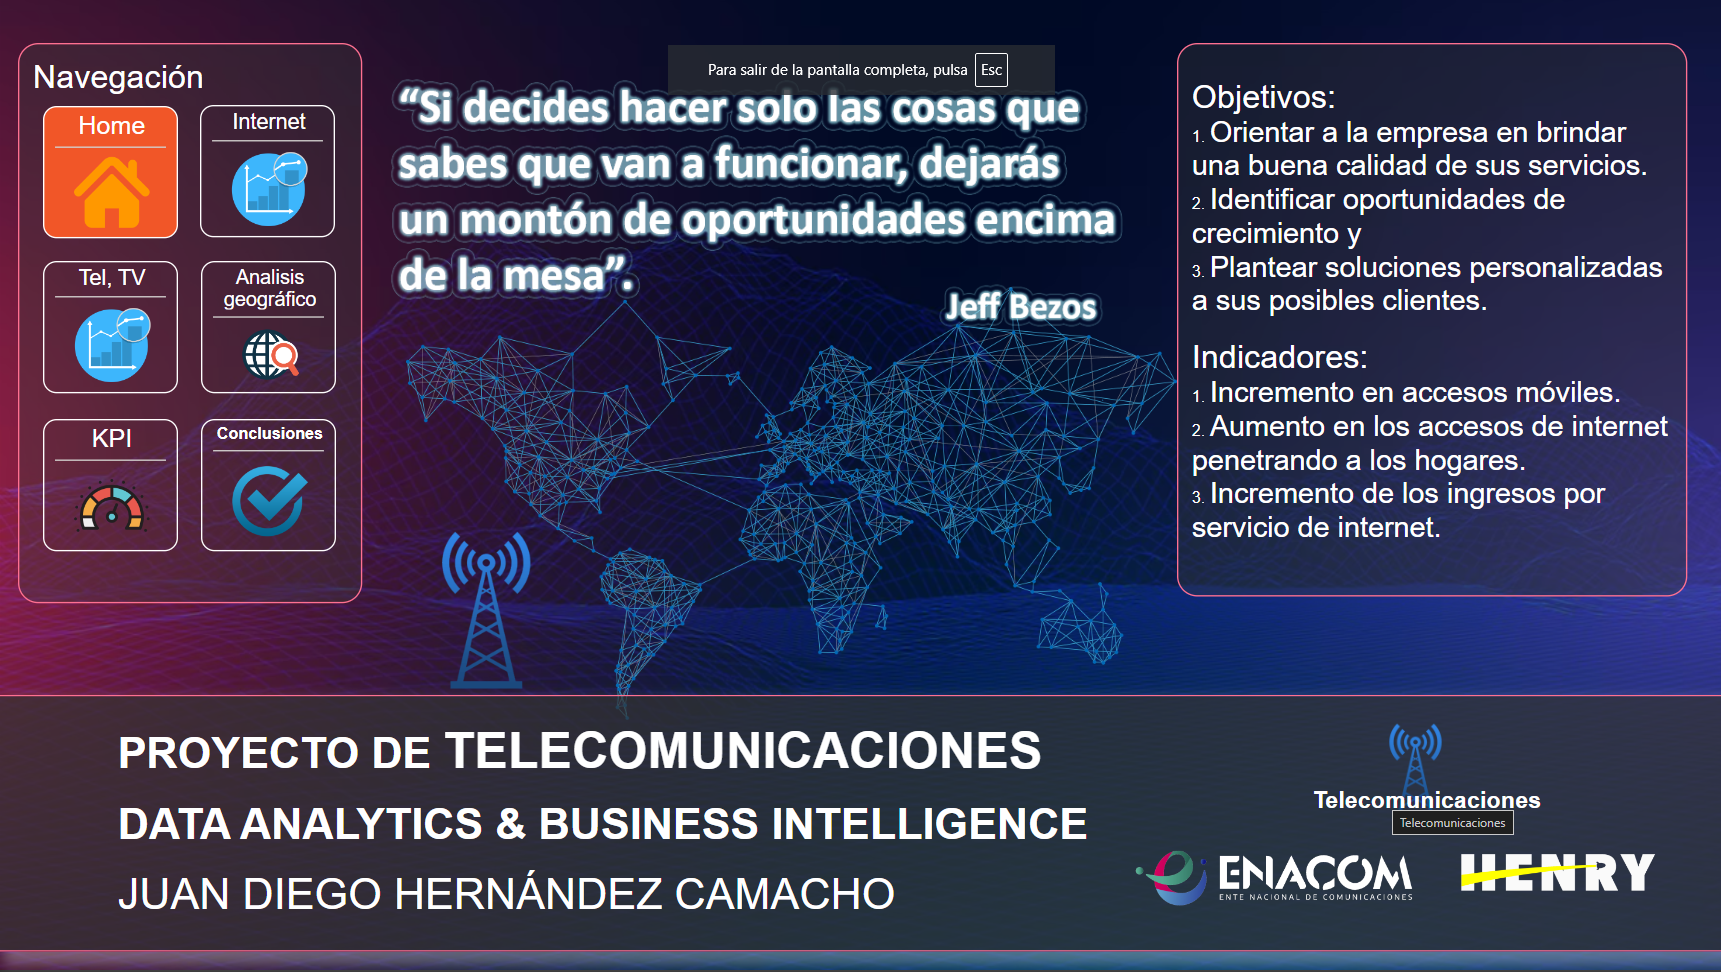 Para salir de la pantalla completa, pulsa Esc
Navegación
Home
Internet
Tel, TV
Analisis
geográfico
KPI
Conclusiones
“Si decides hacer solo las cosas que
sabes que van a funcionar, dejarás
un montón de oportunidades encima
de la mesa”.
Jeff Bezos
Objetivos:
1. Orientar a la empresa en brindar
una buena calidad de sus servicios.
2. Identificar oportunidades de
crecimiento y
3. Plantear soluciones personalizadas
a sus posibles clientes.
Indicadores:
1. Incremento en accesos móviles.
2. Aumento en los accesos de internet
penetrando a los hogares.
3. Incremento de los ingresos por
servicio de internet.
PROYECTO DE TELECOMUNICACIONES
DATA ANALYTICS & BUSINESS INTELLIGENCE
JUAN DIEGO HERNÁNDEZ CAMACHO
Telecomunicaciones
Telecomunicaciones
ENACOM
ENTE NACIONAL DE COMUNICACIONES
HENRY